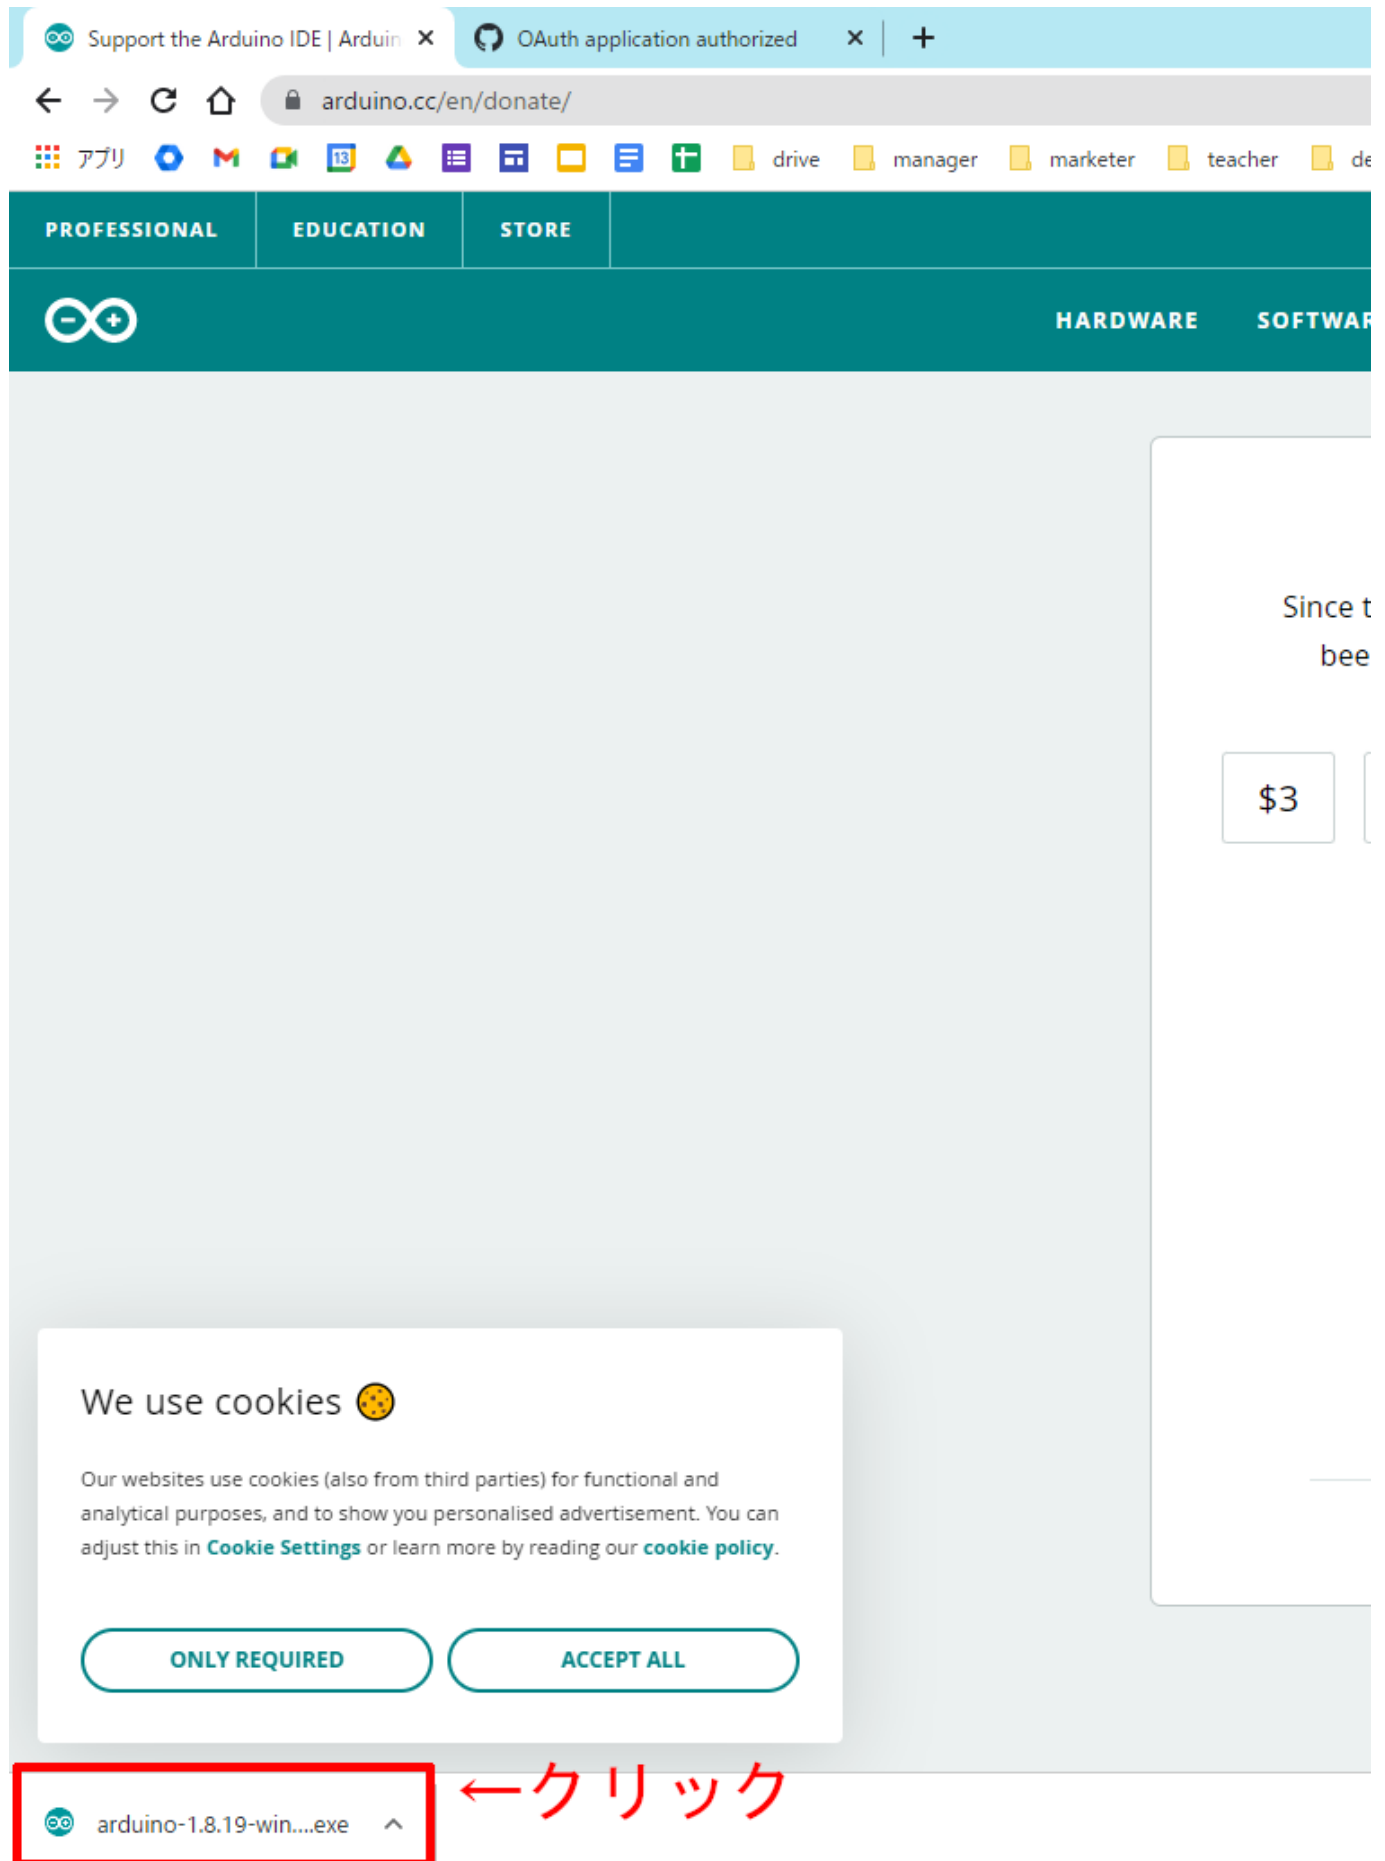 Support the Arduino IDE | Arduin
OAuth application authorized
arduino.cc/en/donate/
アプリ
13
drive
manager
marketer
teacher
de
PROFESSIONAL
EDUCATION
STORE
HARDWARE
SOFTWAR
Since t
bee
$3
We use cookies
Our websites use cookies (also from third parties) for functional and
analytical purposes, and to show you personalised advertisement. You can
adjust this in Cookie Settings or learn more by reading our cookie policy.
ONLY REQUIRED
ACCEPT ALL
←クリック
arduino-1.8.19-win....exe